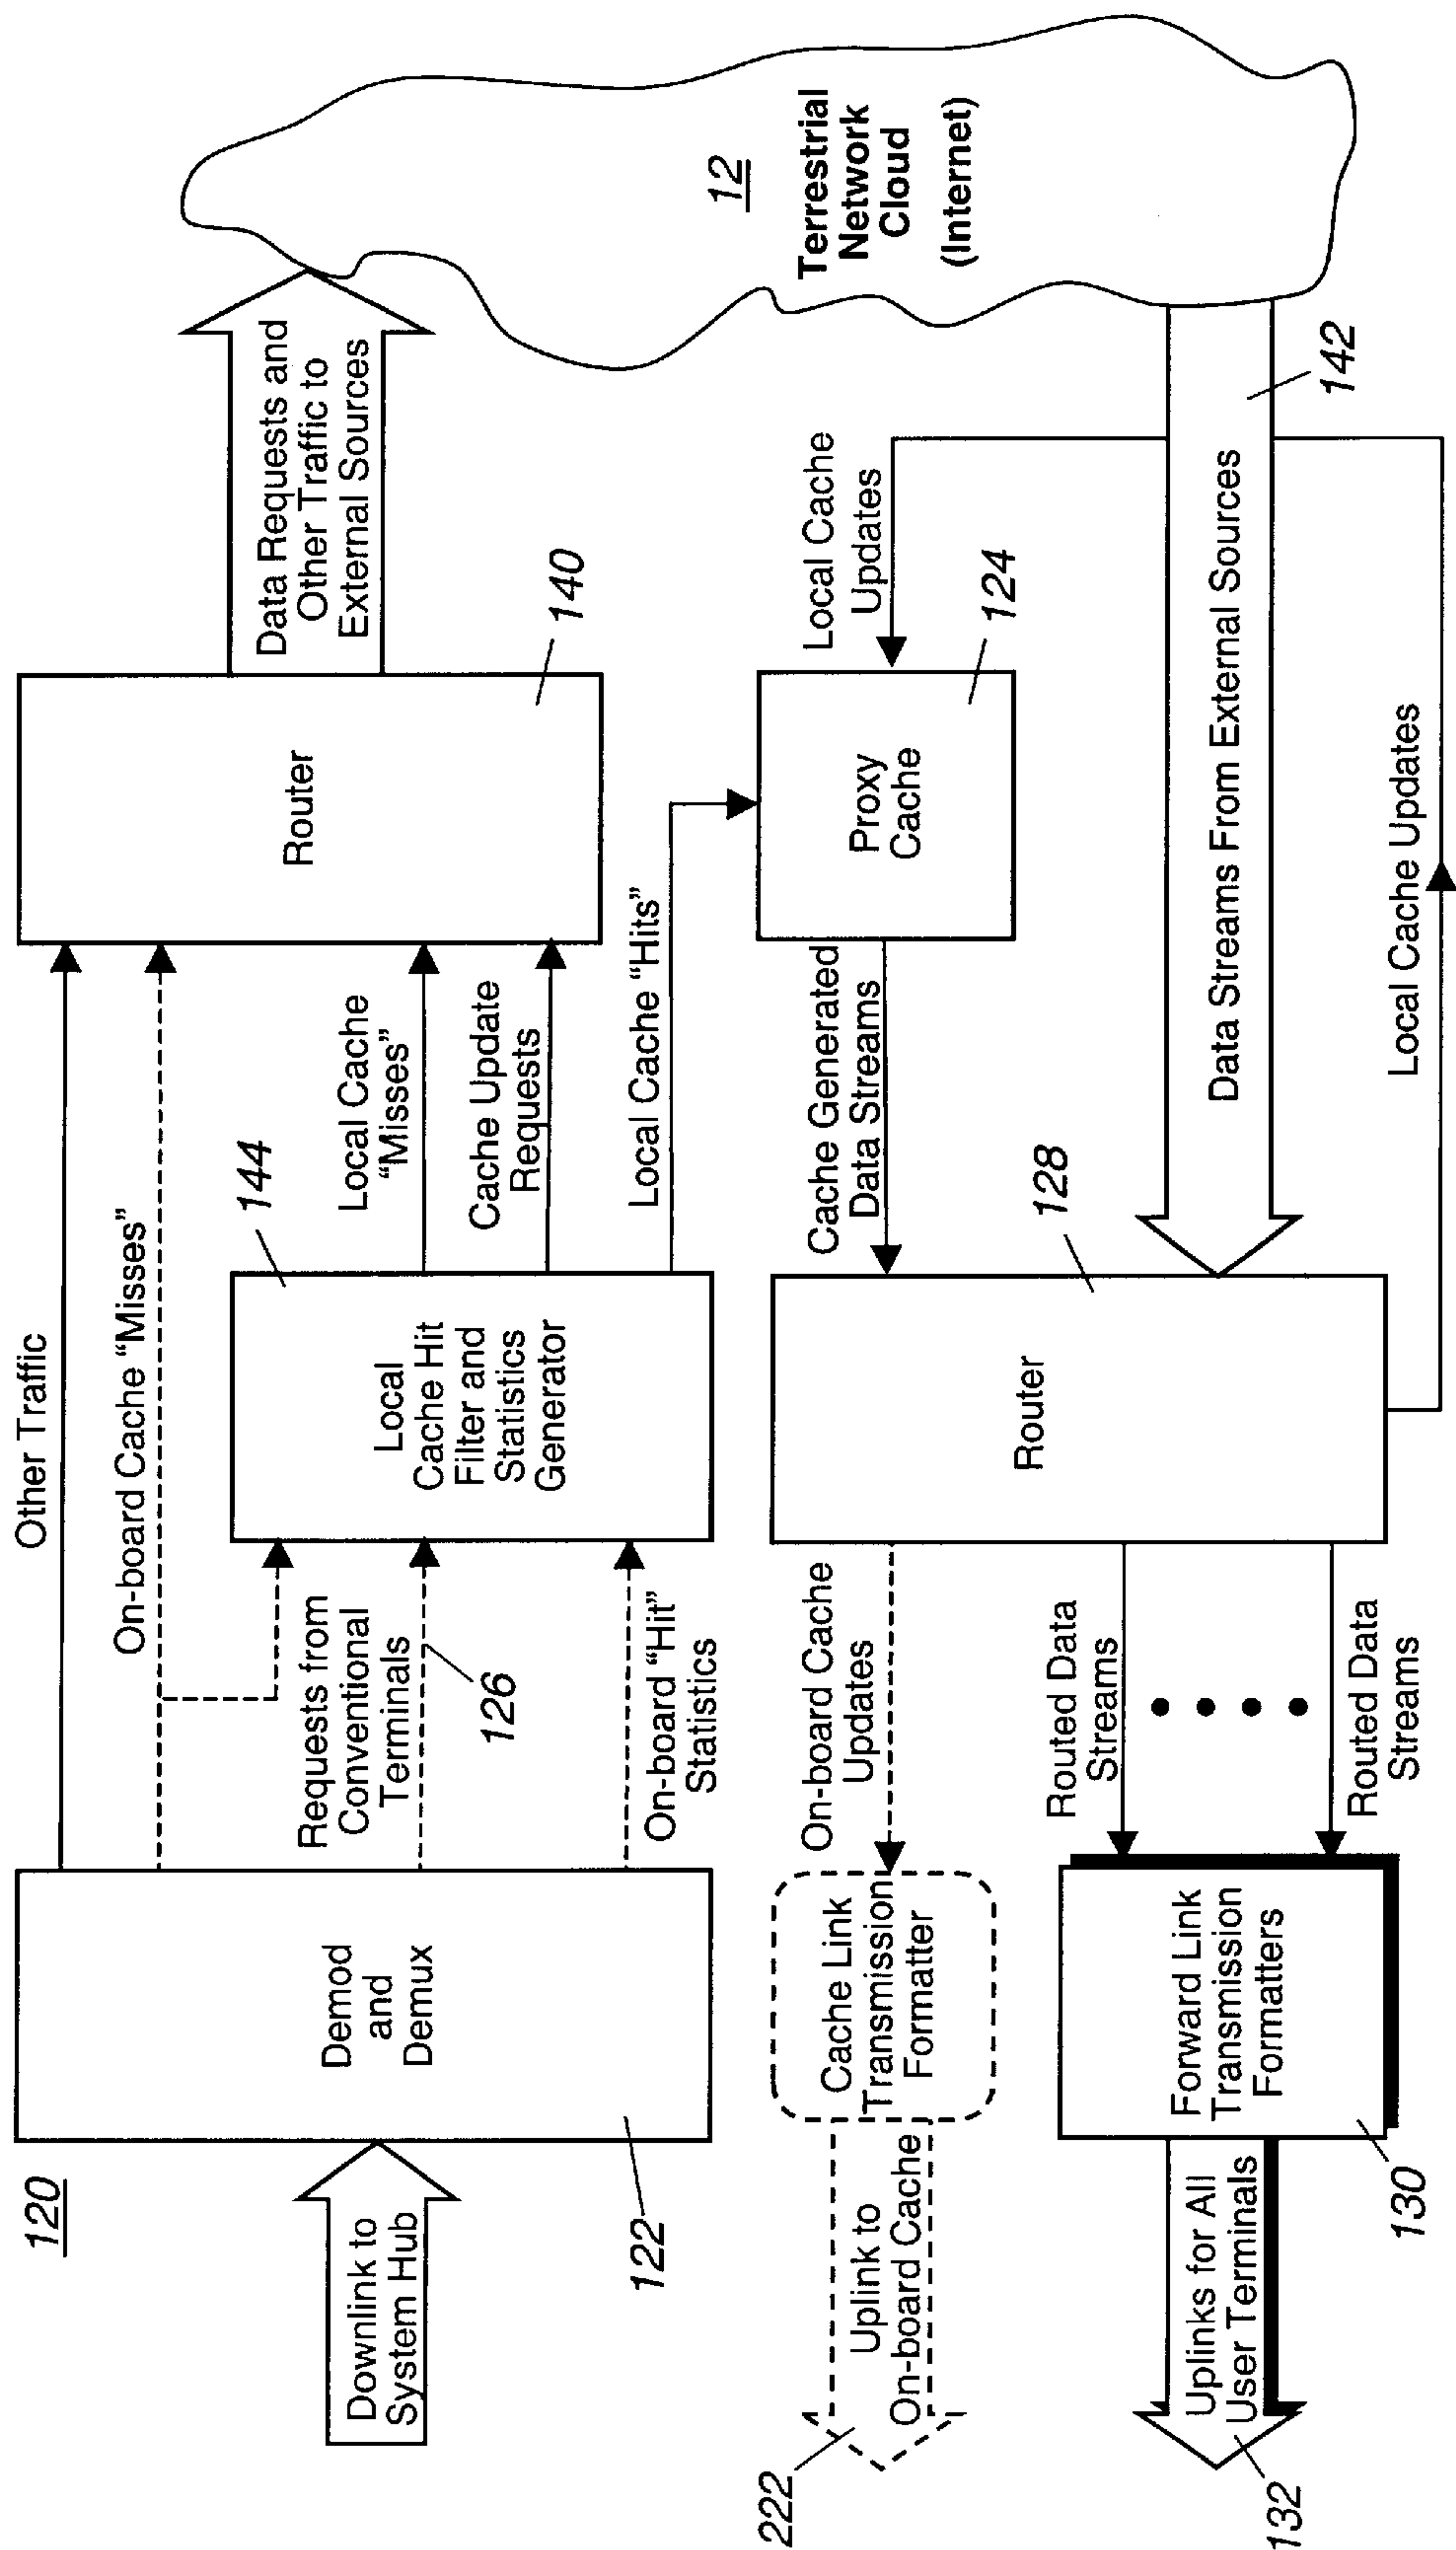 120
Downlink to
System Hub
122
Demod
and
Demux
Other Traffic
On-board Cache “Misses”
Requests from
Conventional
Terminals
126
On-board “Hit”
Statistics
144
Local
Cache Hit
Filter and
Statistics
Generator
Local Cache
“Misses”
Cache Update
Requests
Local Cache “Hits”
Router
140
Data Requests and
Other Traffic to
External Sources
12
Terrestrial
Network
Cloud
(Internet)
222
Uplink to
On-board Cache
Cache Link
Transmission
Formatter
On-board Cache
Updates
Router
128
Cache Generated
Data Streams
Proxy
Cache
124
Local Cache
Updates
132
Uplinks for All
User Terminals
130
Forward Link
Transmission
Formatters
Routed Data
Streams
Routed Data
Streams
Data Streams From External Sources
142
Local Cache Updates